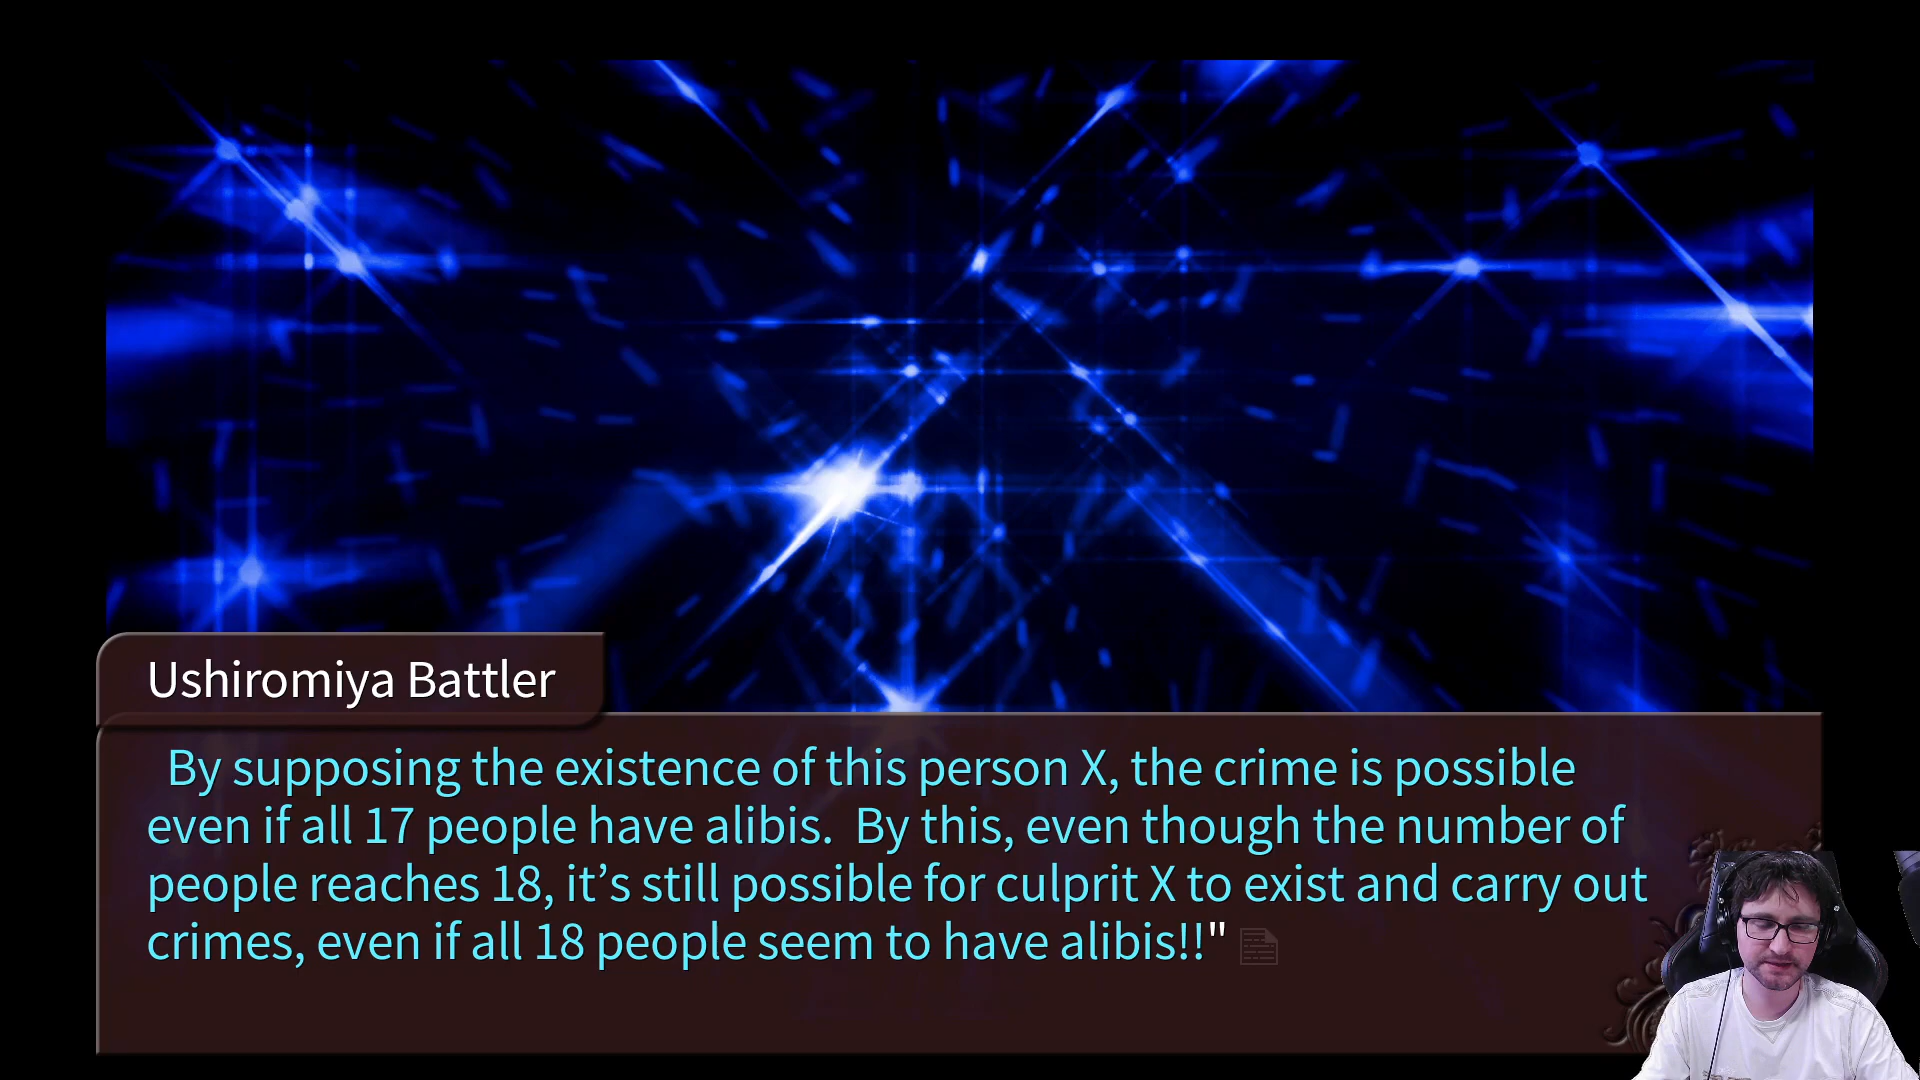 Ushiromiya Battler
By supposing the existence of this person X, the crime is possible
even if all 17 people have alibis.  By this, even though the number of
people reaches 18, it’s still possible for culprit X to exist and carry out
crimes, even if all 18 people seem to have alibis!!"